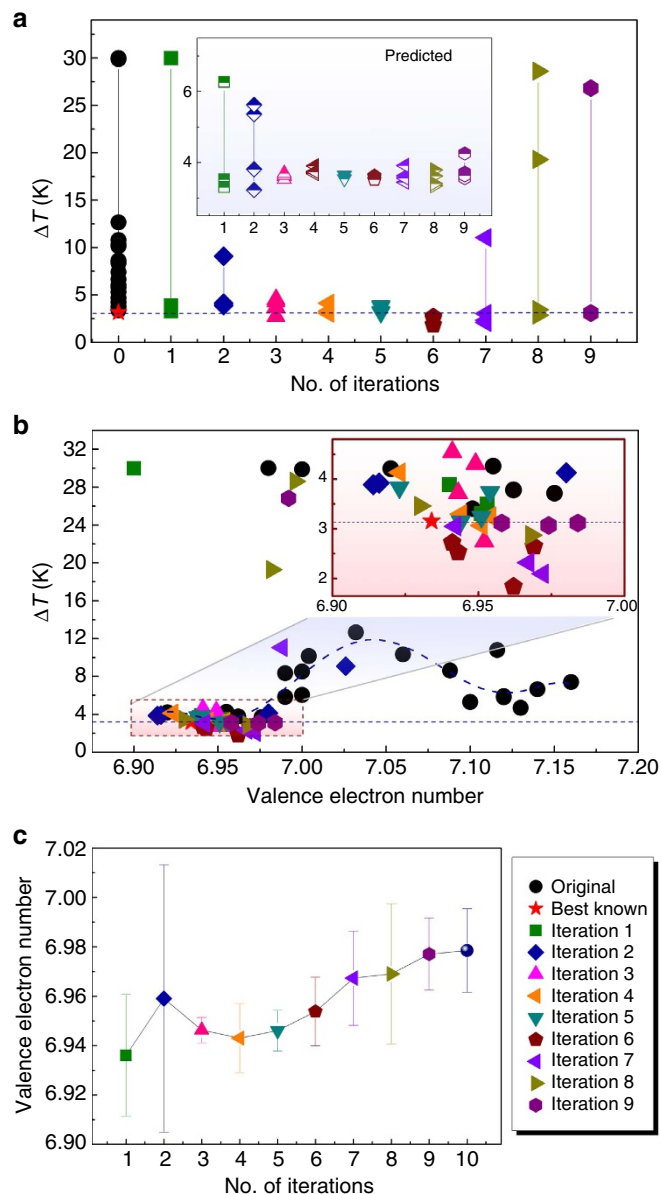 a
30
25
20
15
10
5
0
ΔT (K)
Predicted
6
4
1 2 3 4 5 6 7 8 9
0 1 2 3 4 5 6 7 8 9
No. of iterations
b
32
28
24
20
16
12
8
4
0
ΔT (K)
4
3
2
6.90 6.95 7.00
6.90 6.95 7.00 7.05 7.10 7.15 7.20
Valence electron number
c
7.02
7.00
6.98
6.96
6.94
6.92
6.90
Valence electron number
1 2 3 4 5 6 7 8 9 10
No. of iterations
Original
Best known
Iteration 1
Iteration 2
Iteration 3
Iteration 4
Iteration 5
Iteration 6
Iteration 7
Iteration 8
Iteration 9